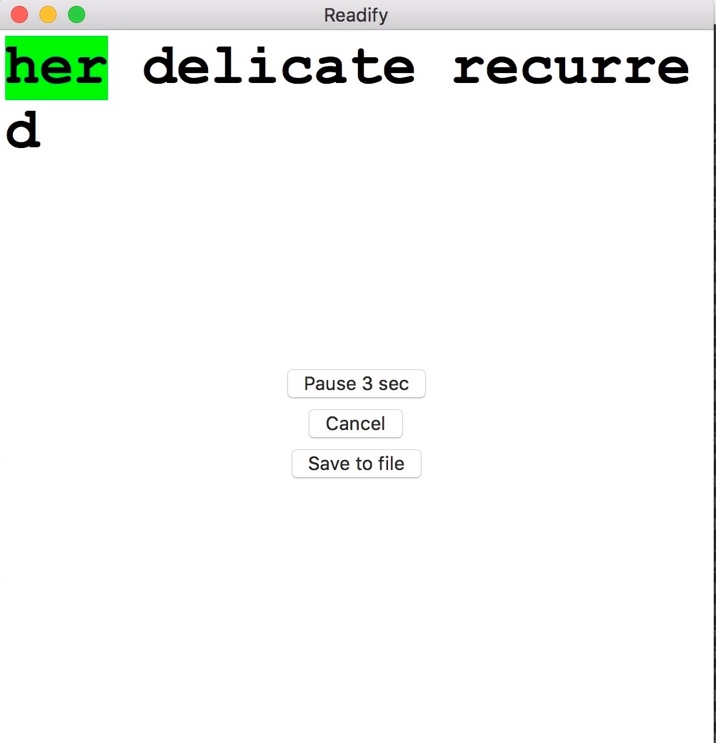 Readify
her delicate recurre
d
Pause 3 sec
Cancel
Save to file